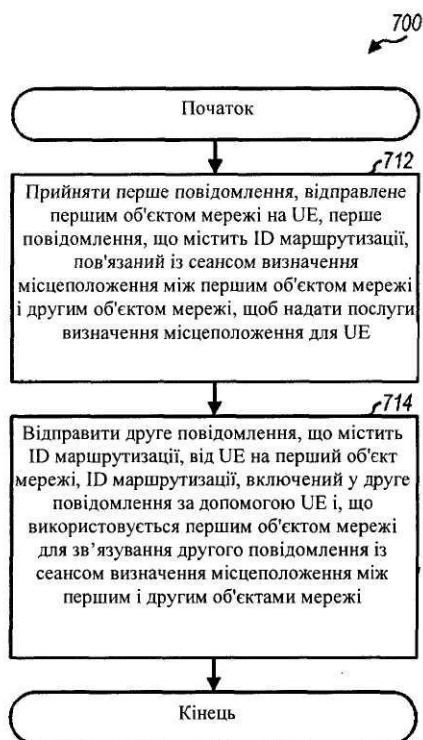 700
Початок
712
Прийняти перше повідомлення, відправлене
першим об'єктом мережі на UE, перше
повідомлення, що містить ID маршрутизації,
пов'язаний із сеансом визначення
місцеположення між першим об'єктом мережі
і другим об'єктом мережі, щоб надати послуги
визначення місцеположення для UE
714
Відправити друге повідомлення, що містить
ID маршрутизації, від UE на перший об'єкт
мережі, ID маршрутизації, включений у друге
повідомлення за допомогою UE і, що
використовується першим об'єктом мережі
для зв'язування другого повідомлення із
сеансом визначення місцеположення між
першим і другим об'єктами мережі
Кінець